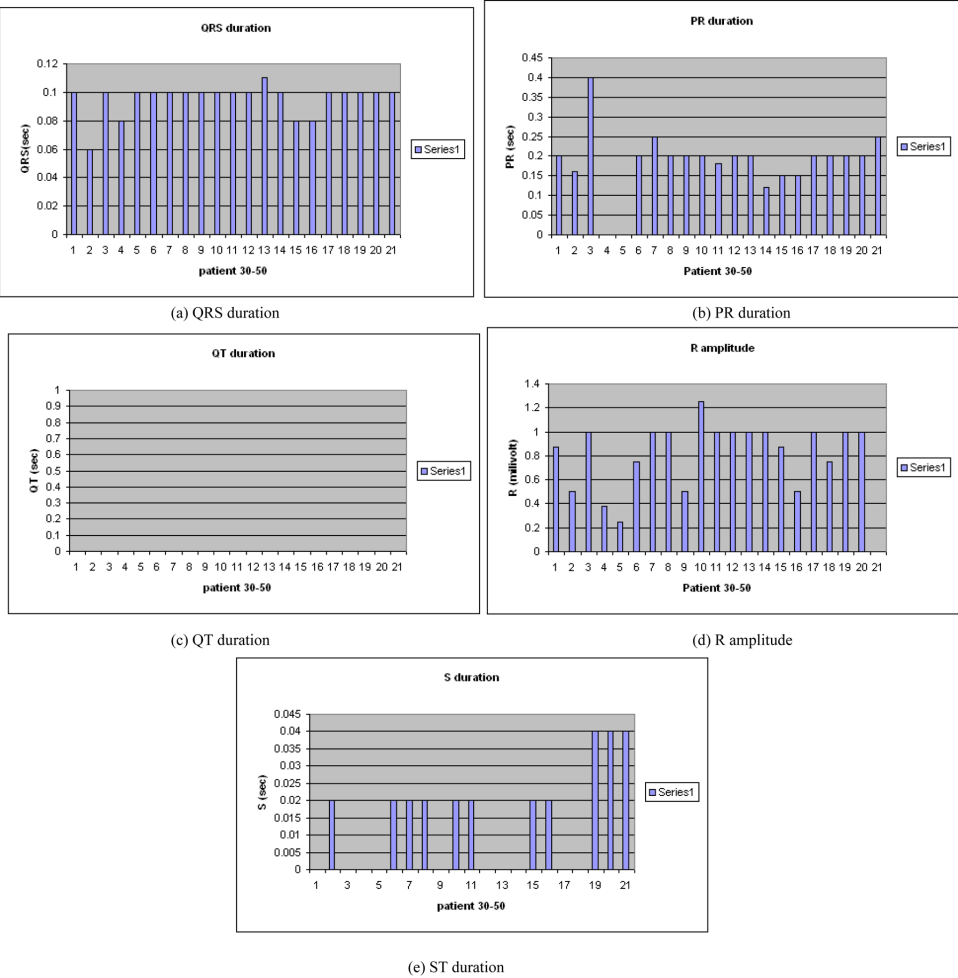 QRS duration
0.12
0.1
0.08
0.06
0.04
0.02
0
QRS(sec)
1 2 3 4 5 6 7 8 9 10 11 12 13 14 15 16 17 18 19 20 21
patient 30-50
Series1
(a) QRS duration
PR duration
0.45
0.4
0.35
0.3
0.25
0.2
0.15
0.1
0.05
0
PR (sec)
1 2 3 4 5 6 7 8 9 10 11 12 13 14 15 16 17 18 19 20 21
Patient 30-50
Series1
(b) PR duration
QT duration
1
0.9
0.8
0.7
0.6
0.5
0.4
0.3
0.2
0.1
0
QT (sec)
1 2 3 4 5 6 7 8 9 10 11 12 13 14 15 16 17 18 19 20 21
patient 30-50
Series1
(c) QT duration
R amplitude
1.4
1.2
1
0.8
0.6
0.4
0.2
0
R (milivolt)
1 2 3 4 5 6 7 8 9 10 11 12 13 14 15 16 17 18 19 20 21
Patient 30-50
Series1
(d) R amplitude
S duration
0.045
0.04
0.035
0.03
0.025
0.02
0.015
0.01
0.005
0
S (sec)
1 3 5 7 9 11 13 15 17 19 21
patient 30-50
Series1
(e) ST duration